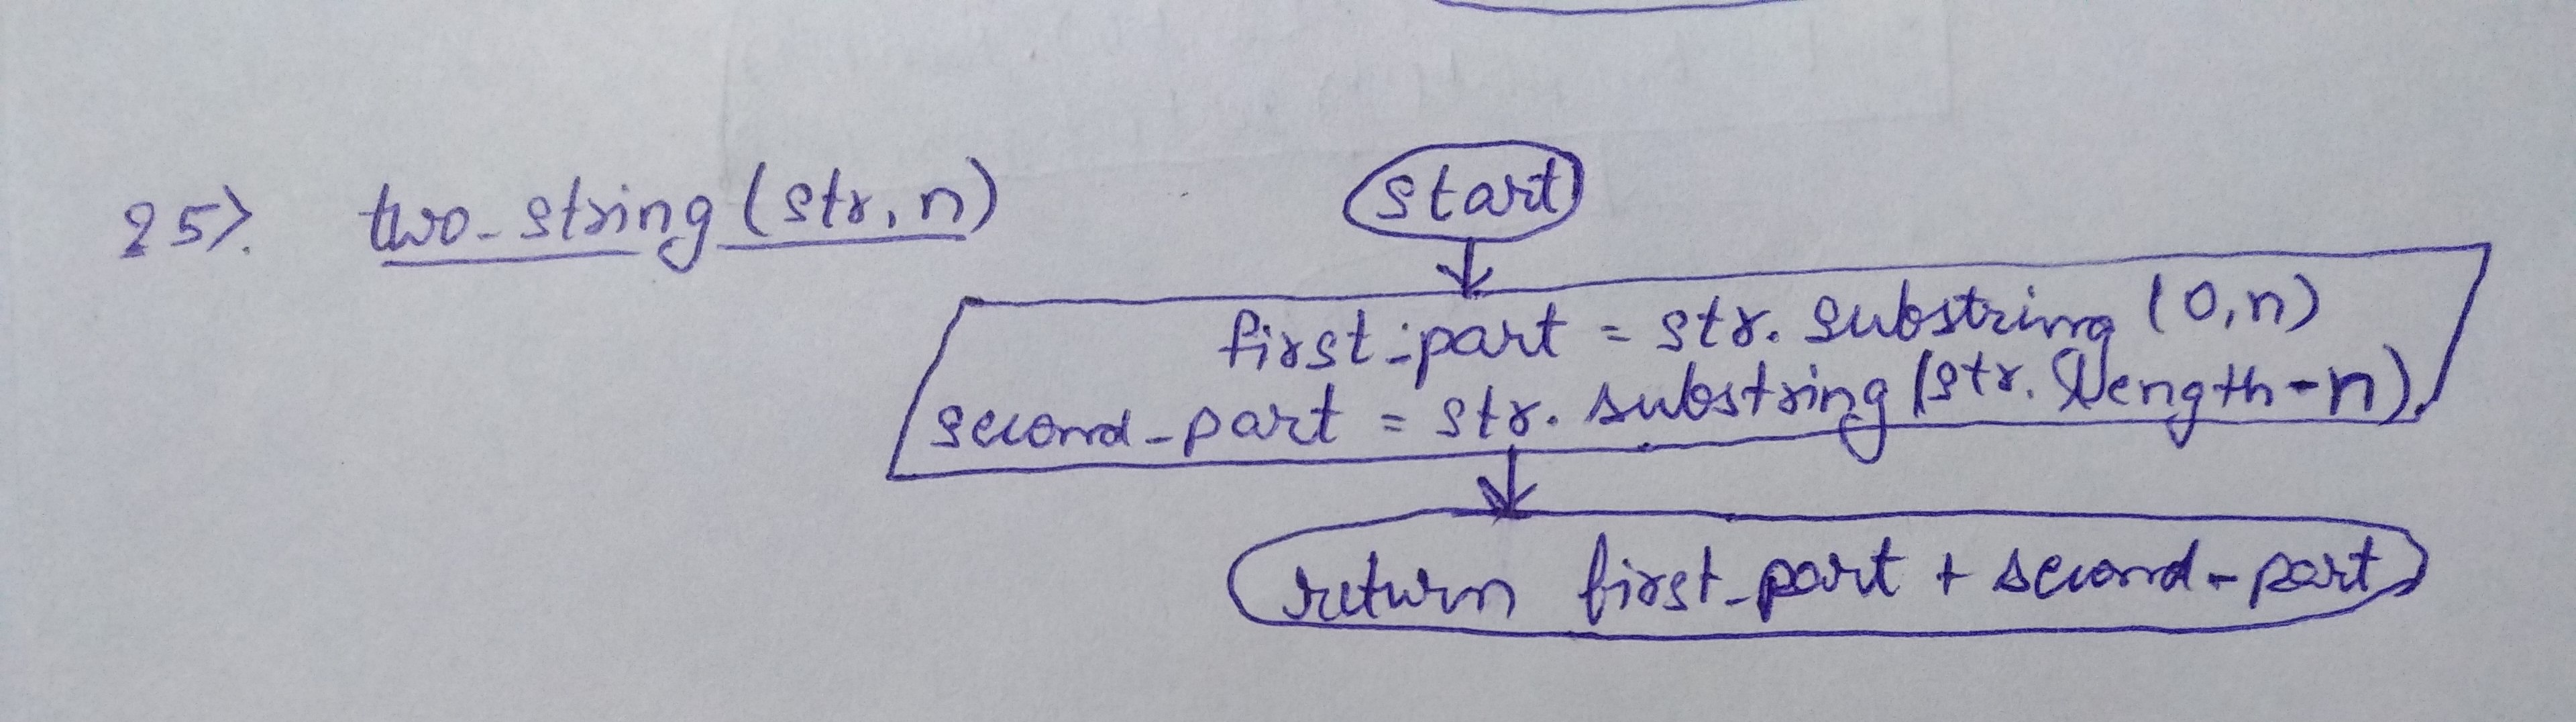 25). two-string (str, n)
start
first-part = str. substring (0, n)
second-part = str. substring (str. length - n)
return first-part + second-part